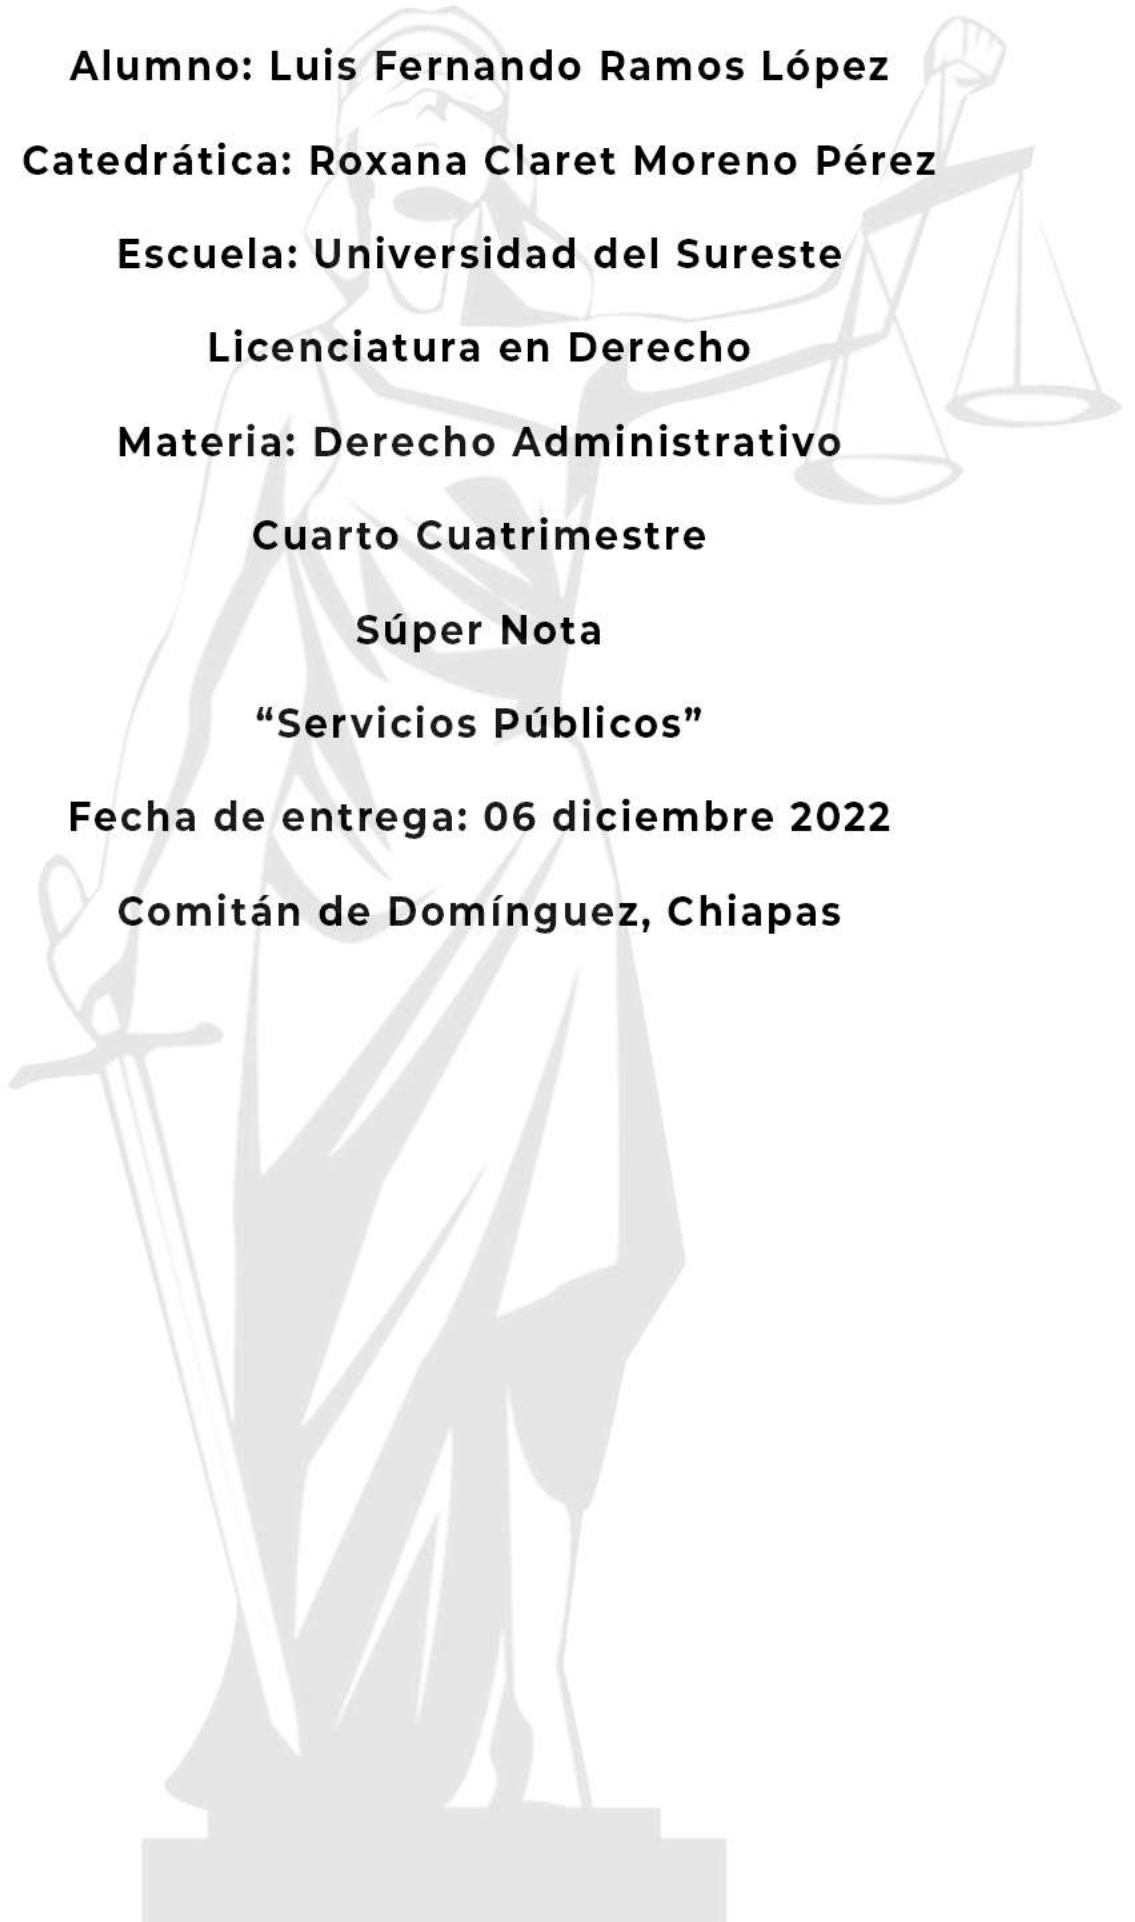 Alumno: Luis Fernando Ramos López
Catedrática: Roxana Claret Moreno Pérez
Escuela: Universidad del Sureste
Licenciatura en Derecho
Materia: Derecho Administrativo
Cuarto Cuatrimestre
Súper Nota
“Servicios Públicos”
Fecha de entrega: 06 diciembre 2022
Comitán de Domínguez, Chiapas